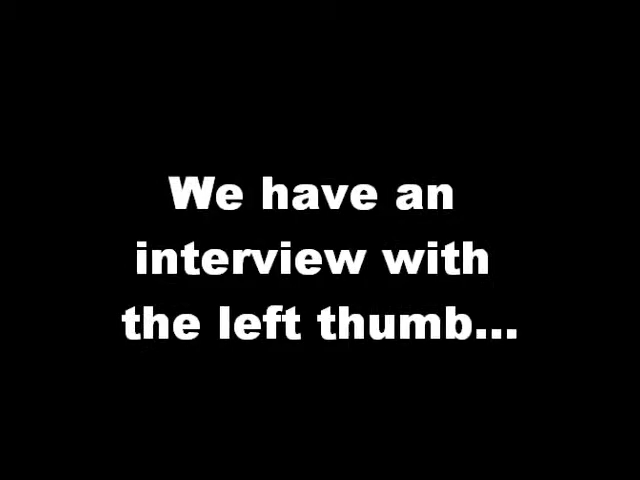 We have an
interview with
the left thumb...